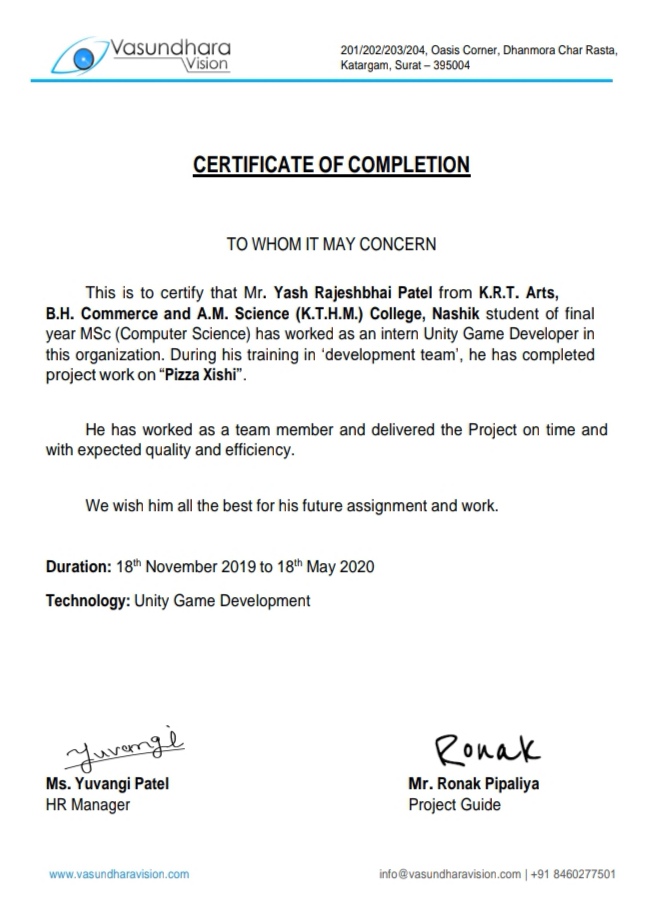 Vasundhara
Vision
201/202/203/204, Oasis Corner, Dhanmora Char Rasta,
Katargam, Surat – 395004
CERTIFICATE OF COMPLETION
TO WHOM IT MAY CONCERN
This is to certify that Mr. Yash Rajeshbhai Patel from K.R.T. Arts,
B.H. Commerce and A.M. Science (K.T.H.M.) College, Nashik student of final
year MSc (Computer Science) has worked as an intern Unity Game Developer in
this organization. During his training in ‘development team’, he has completed
project work on “Pizza Xishi”.
He has worked as a team member and delivered the Project on time and
with expected quality and efficiency.
We wish him all the best for his future assignment and work.
Duration: 18th November 2019 to 18th May 2020
Technology: Unity Game Development
Yuvangi
Ms. Yuvangi Patel
HR Manager
Ronak
Mr. Ronak Pipaliya
Project Guide
www.vasundharavision.com
info@vasundharavision.com | +91 8460277501